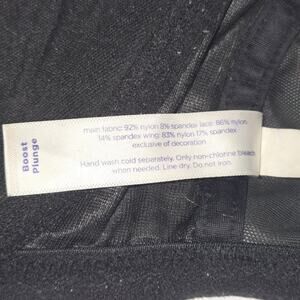 Boost
Plunge
main fabric: 92% nylon 8% spandex lace: 86% nylon
14% spandex wing: 83% nylon 17% spandex
exclusive of decoration
Hand wash cold separately. Only non-chlorine bleach
when needed. Line dry. Do not iron.